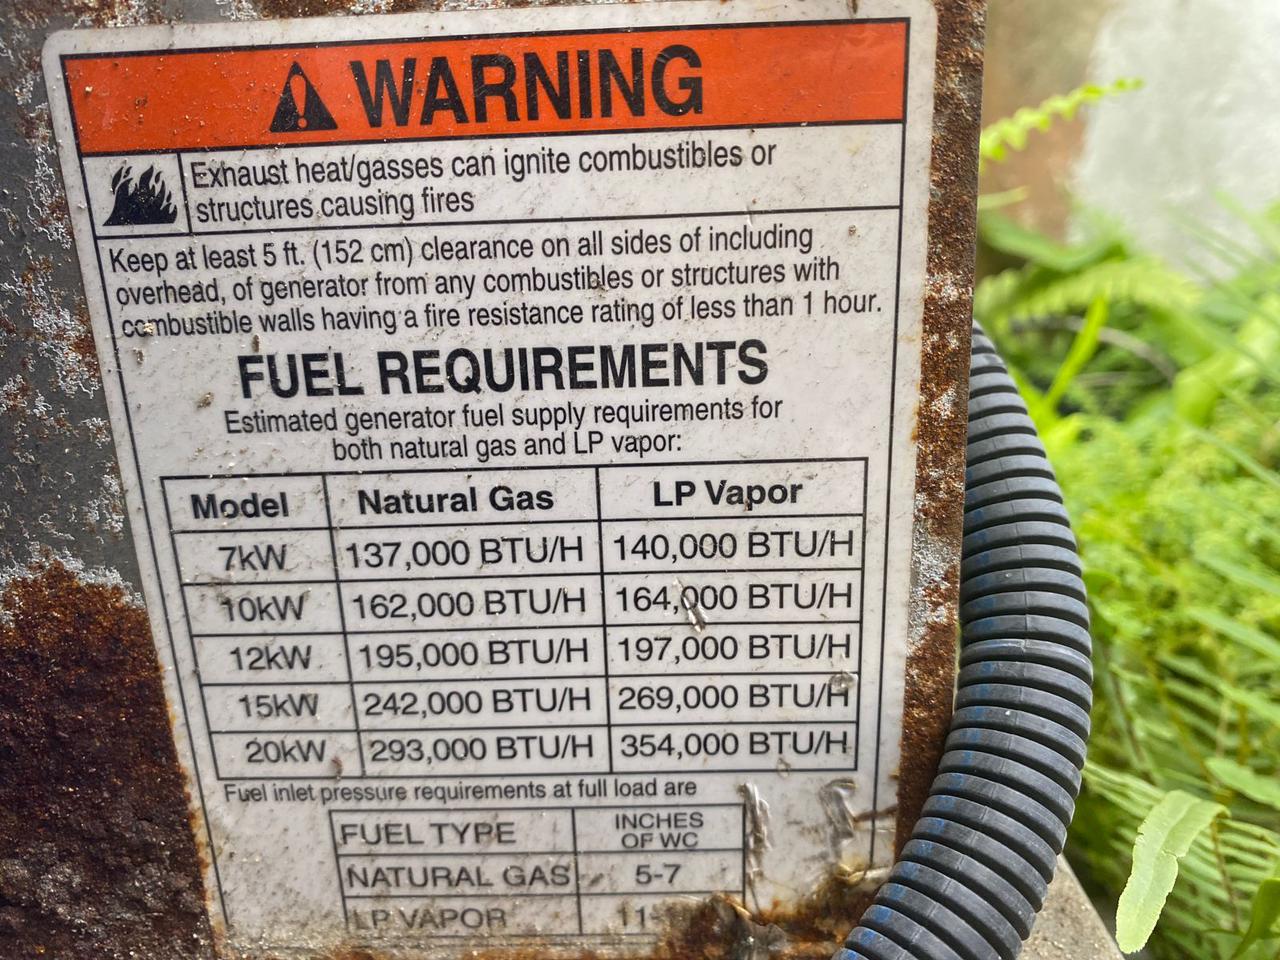 WARNING
Exhaust heat/gasses can ignite combustibles or
structures causing fires
Keep at least 5 ft. (152 cm) clearance on all sides of including
overhead, of generator from any combustibles or structures with
combustible walls having a fire resistance rating of less than 1 hour.
FUEL REQUIREMENTS
Estimated generator fuel supply requirements for
both natural gas and LP vapor:
Model Natural Gas LP Vapor
7kW 137,000 BTU/H 140,000 BTU/H
10kW 162,000 BTU/H 164,000 BTU/H
12kW 195,000 BTU/H 197,000 BTU/H
15kW 242,000 BTU/H 269,000 BTU/H
20kW 293,000 BTU/H 354,000 BTU/H
Fuel inlet pressure requirements at full load are
FUEL TYPE INCHES
OF WC
NATURAL GAS 5-7
LP VAPOR